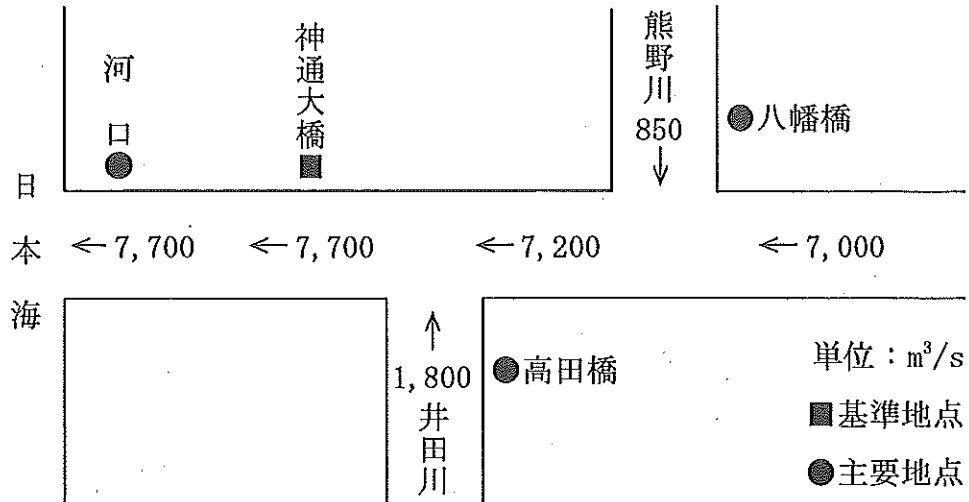 河口
神通大橋
熊野川
850
↓
●八幡橋
日本海
←7,700
←7,700
←7,200
←7,000
↑
1,800
井田川
●高田橋
単位：m³/s
■基準地点
●主要地点